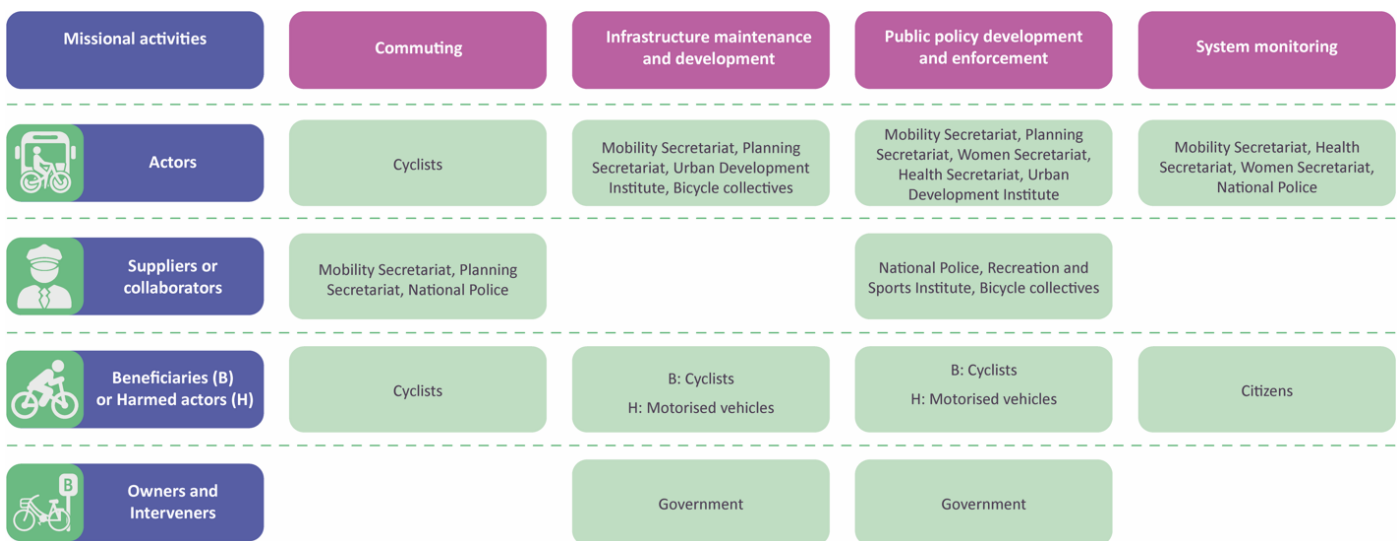 Missional activities
Commuting
Infrastructure maintenance
and development
Public policy development
and enforcement
System monitoring
Actors
Cyclists
Mobility Secretariat, Planning
Secretariat, Urban Development
Institute, Bicycle collectives
Mobility Secretariat, Planning
Secretariat, Women Secretariat,
Health Secretariat, Urban
Development Institute
Mobility Secretariat, Health
Secretariat, Women Secretariat,
National Police
Suppliers or
collaborators
Mobility Secretariat, Planning
Secretariat, National Police
National Police, Recreation and
Sports Institute, Bicycle collectives
Beneficiaries (B)
or Harmed actors (H)
Cyclists
B: Cyclists
H: Motorised vehicles
B: Cyclists
H: Motorised vehicles
Citizens
B
Owners and
Interveners
Government
Government